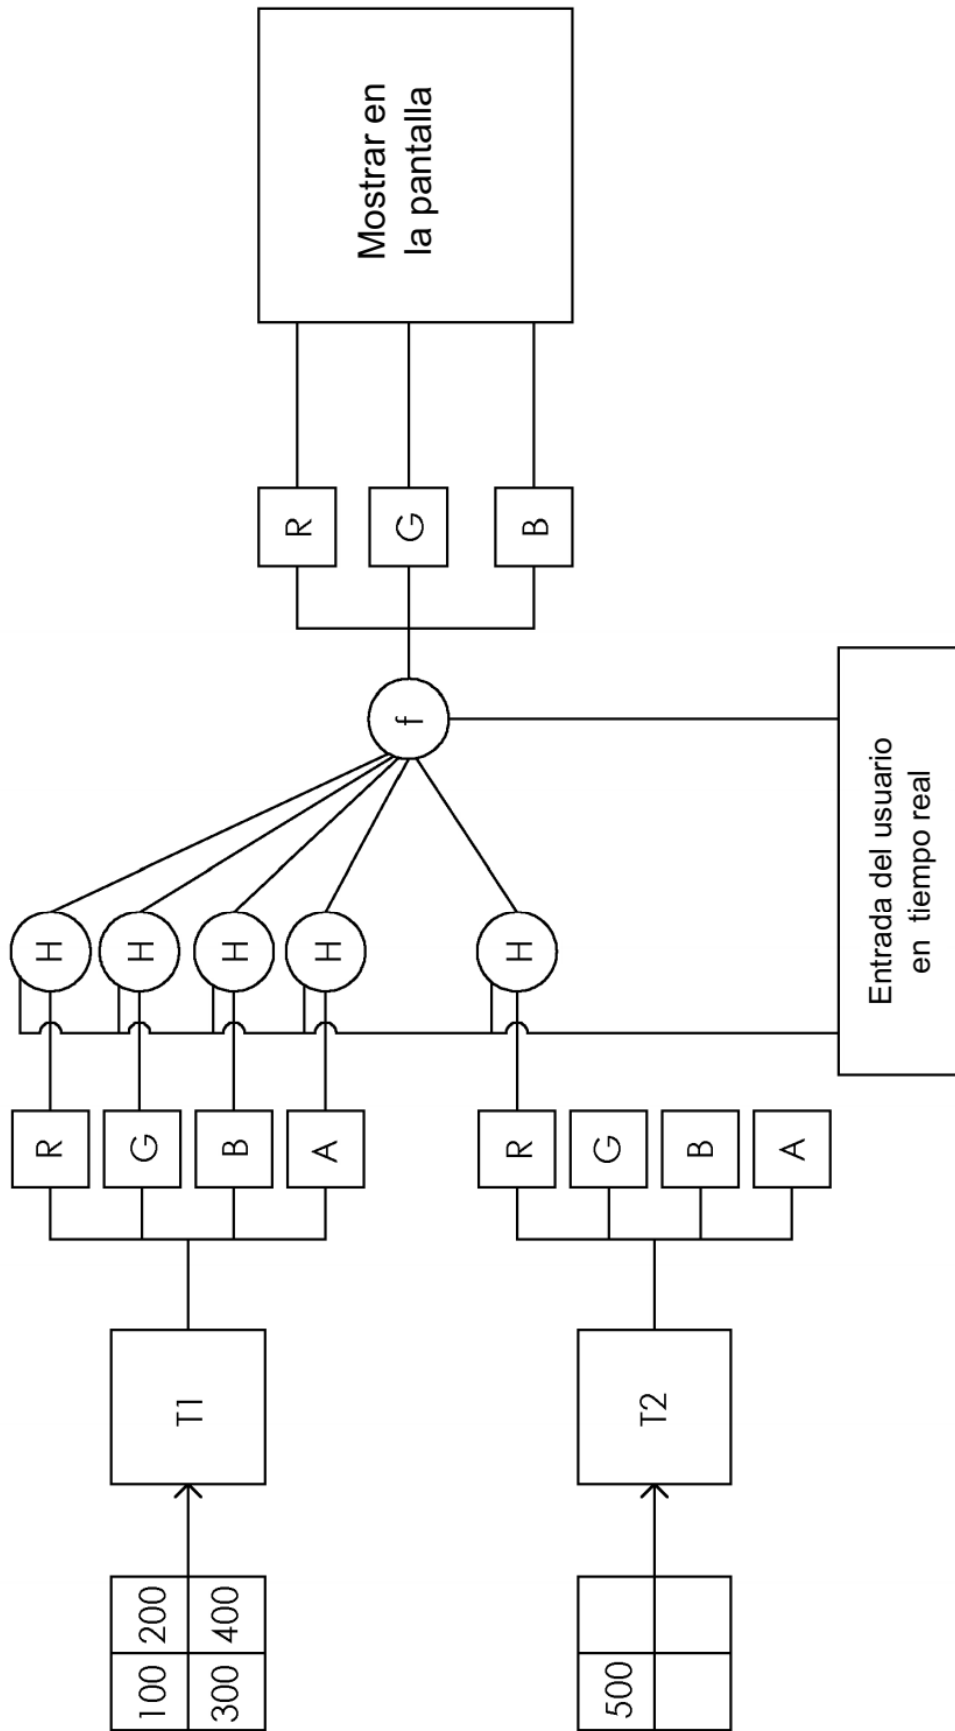 100 200
300 400
T1
R
G
B
A
H
H
H
H
500
T2
R
G
B
A
H
f
Entrada del usuario
en tiempo real
R
G
B
Mostrar en
la pantalla